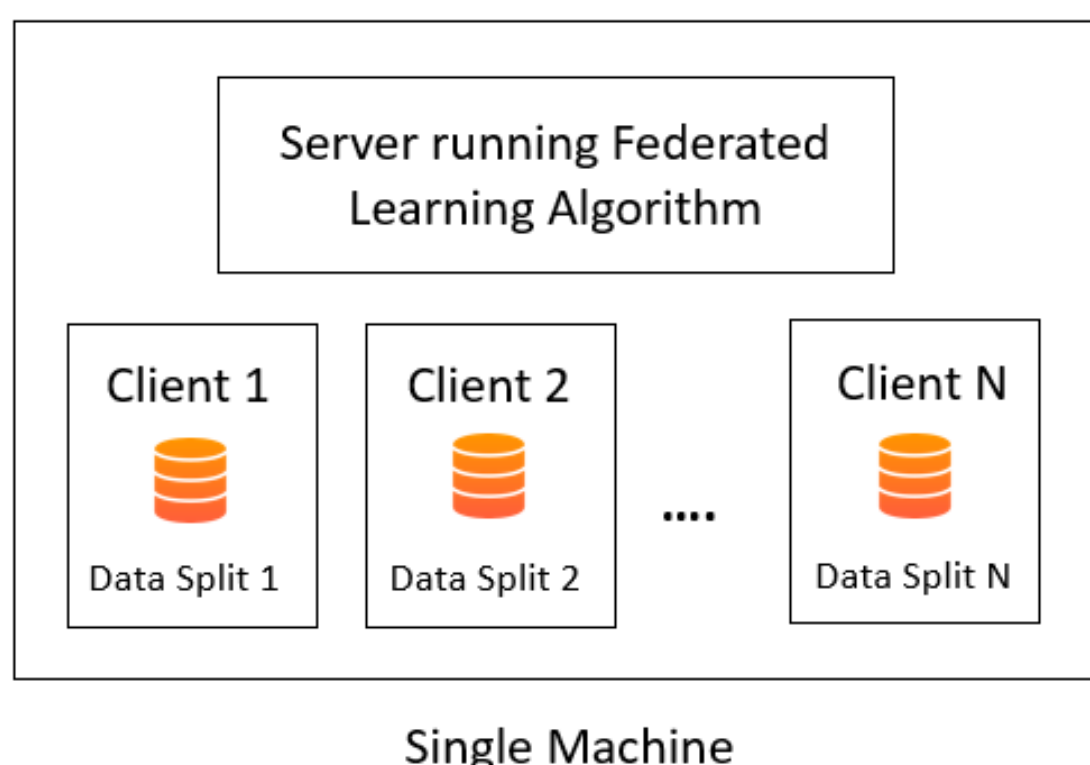 Server running Federated
Learning Algorithm
Client 1
Data Split 1
Client 2
Data Split 2
....
Client N
Data Split N
Single Machine